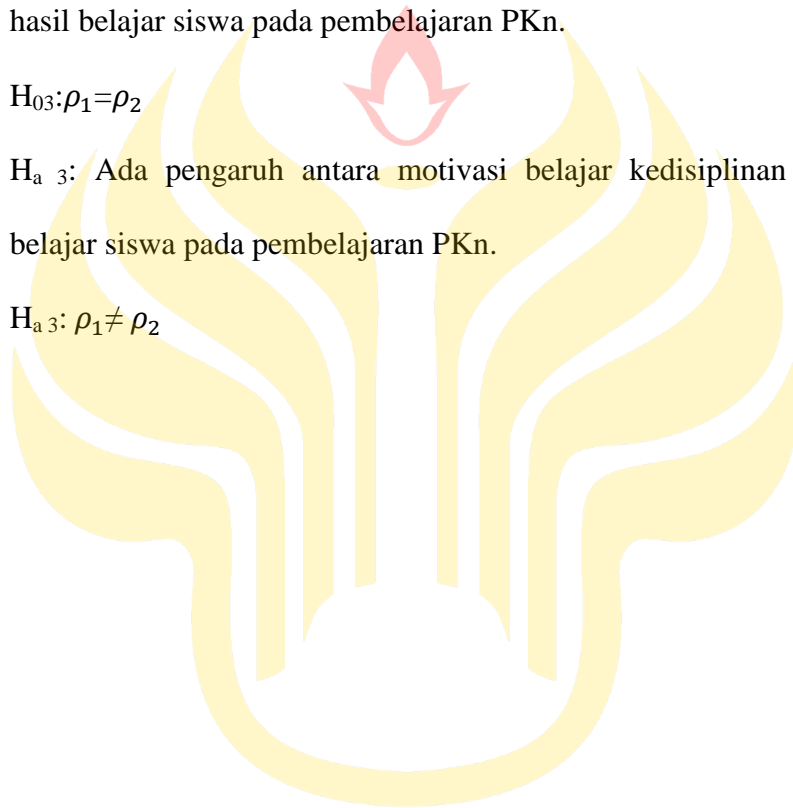 hasil belajar siswa pada pembelajaran PKn.
H₀₃:𝜌₁=𝜌₂
Hₐ ₃: Ada pengaruh antara motivasi belajar kedisiplinan
belajar siswa pada pembelajaran PKn.
Hₐ ₃: 𝜌₁≠ 𝜌₂